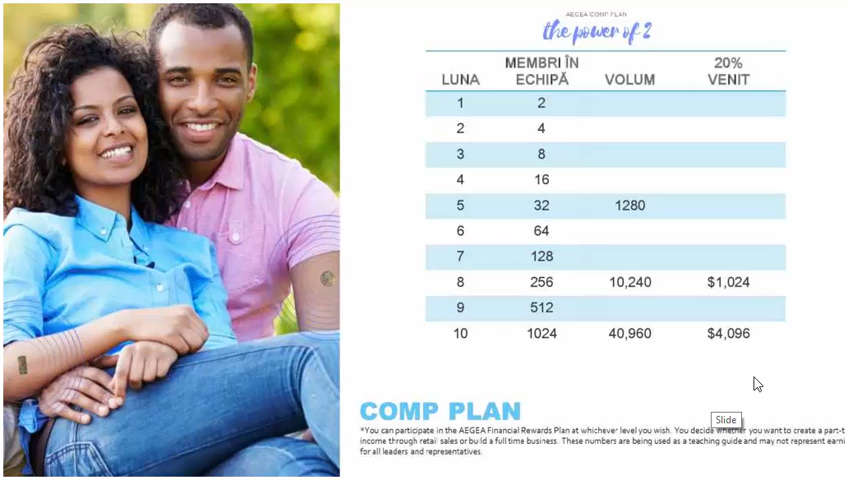 AEGEA COMP PLAN
the power of 2
LUNA MEMBRI ÎN ECHIPĂ VOLUM 20% VENIT
1 2
2 4
3 8
4 16
5 32 1280
6 64
7 128
8 256 10,240 $1,024
9 512
10 1024 40,960 $4,096
COMP PLAN
Slide
*You can participate in the AEGEA Financial Rewards Plan at whichever level you wish. You decide whether you want to create a part-t
income through retail sales or build a full time business. These numbers are being used as a teaching guide and may not represent earni
for all leaders and representatives.